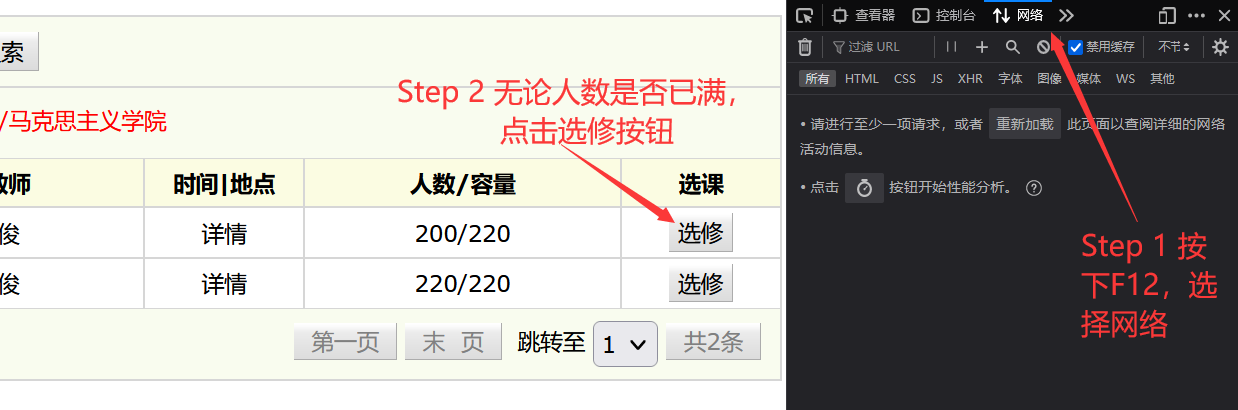 索
/马克思主义学院
师 时间|地点 人数/容量 选课
俊 详情 200/220 选修
俊 详情 220/220 选修
第一页 末 页 跳转至 1 共2条
Step 2 无论人数是否已满，
点击选修按钮
查看器 控制台 网络
过滤 URL 禁用缓存 不节
所有 HTML CSS JS XHR 字体 图像 媒体 WS 其他
• 请进行至少一项请求，或者 重新加载 此页面以查阅详细的网络
活动信息。
• 点击 按钮开始性能分析。
Step 1 按
下F12，选
择网络